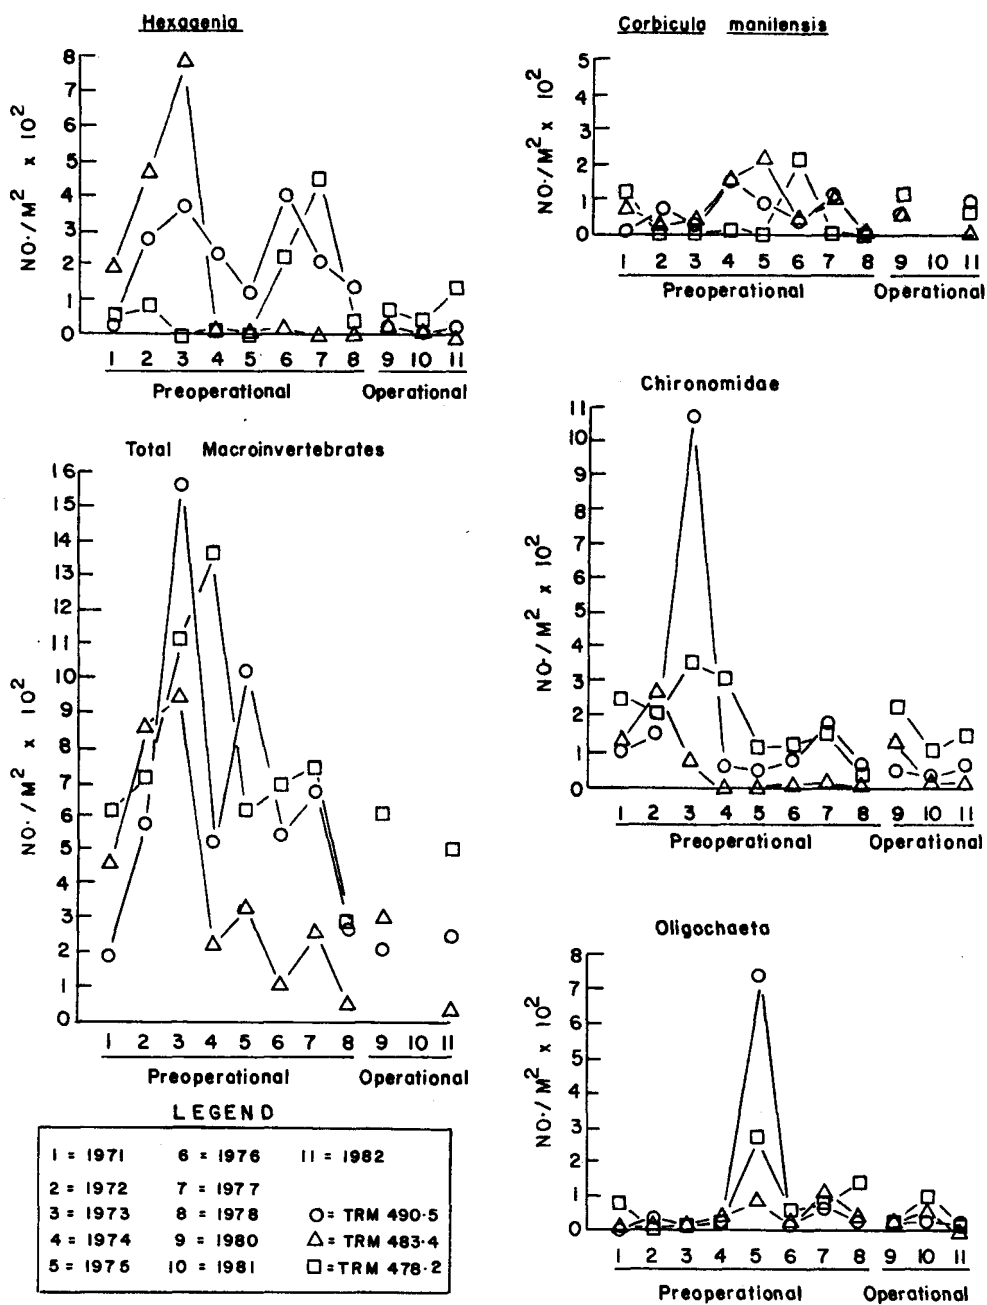 Hexagenia
NO·/M² x 10²
8
7
6
5
4
3
2
1
0
1 2 3 4 5 6 7 8 9 10 11
Preoperational Operational
Corbicula manilensis
NO·/M² x 10²
5
4
3
2
1
0
1 2 3 4 5 6 7 8 9 10 11
Preoperational Operational
Total Macroinvertebrates
NO·/M² x 10²
16
15
14
13
12
11
10
9
8
7
6
5
4
3
2
1
0
1 2 3 4 5 6 7 8 9 10 11
Preoperational Operational
Chironomidae
NO·/M² x 10²
11
10
9
8
7
6
5
4
3
2
1
0
1 2 3 4 5 6 7 8 9 10 11
Preoperational Operational
Oligochaeta
NO·/M² x 10²
8
7
6
5
4
3
2
1
0
1 2 3 4 5 6 7 8 9 10 11
Preoperational Operational
LEGEND
1 = 1971 6 = 1976 11 = 1982
2 = 1972 7 = 1977
3 = 1973 8 = 1978 O= TRM 490·5
4 = 1974 9 = 1980 △= TRM 483·4
5 = 1975 10 = 1981 □=TRM 478·2